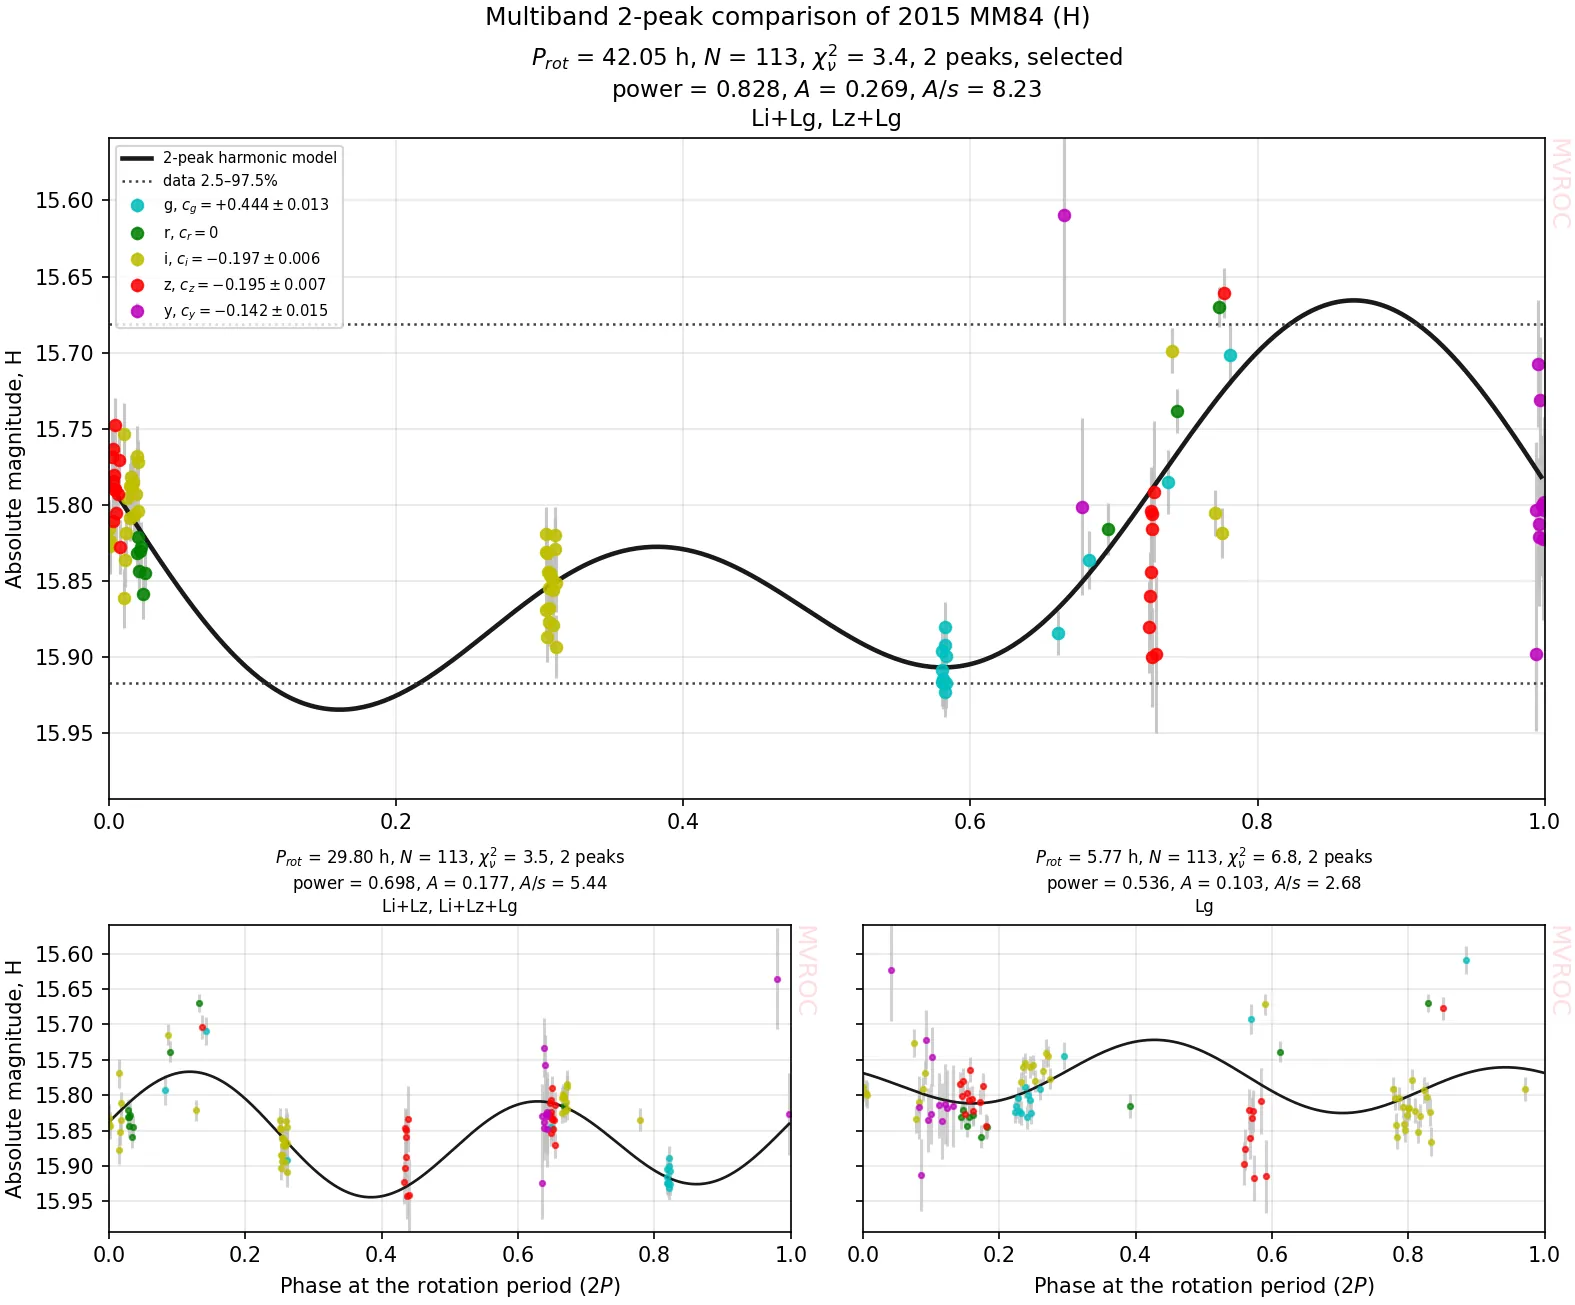 Multiband 2-peak comparison of 2015 MM84 (H)
P_rot = 42.05 h, N = 113, χ²_ν = 3.4, 2 peaks, selected
power = 0.828, A = 0.269, A/s = 8.23
Li+Lg, Lz+Lg
2-peak harmonic model
data 2.5–97.5%
g, c_g = +0.444 ± 0.013
r, c_r = 0
i, c_i = −0.197 ± 0.006
z, c_z = −0.195 ± 0.007
y, c_y = −0.142 ± 0.015
Absolute magnitude, H
15.60
15.65
15.70
15.75
15.80
15.85
15.90
15.95
0.0 0.2 0.4 0.6 0.8 1.0
MVROC
P_rot = 29.80 h, N = 113, χ²_ν = 3.5, 2 peaks
power = 0.698, A = 0.177, A/s = 5.44
Li+Lz, Li+Lz+Lg
Absolute magnitude, H
15.60
15.65
15.70
15.75
15.80
15.85
15.90
15.95
0.0 0.2 0.4 0.6 0.8 1.0
Phase at the rotation period (2P)
MVROC
P_rot = 5.77 h, N = 113, χ²_ν = 6.8, 2 peaks
power = 0.536, A = 0.103, A/s = 2.68
Lg
0.0 0.2 0.4 0.6 0.8 1.0
Phase at the rotation period (2P)
MVROC